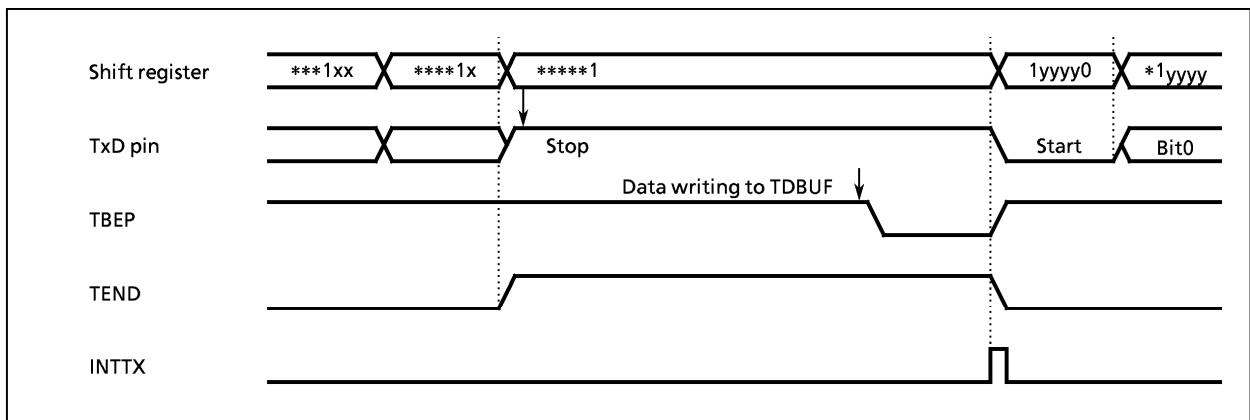 Shift register ***1xx ****1x *****1 1yyyy0 *1yyyy
TxD pin Stop Start Bit0
Data writing to TDBUF
TBEP
TEND
INTTX